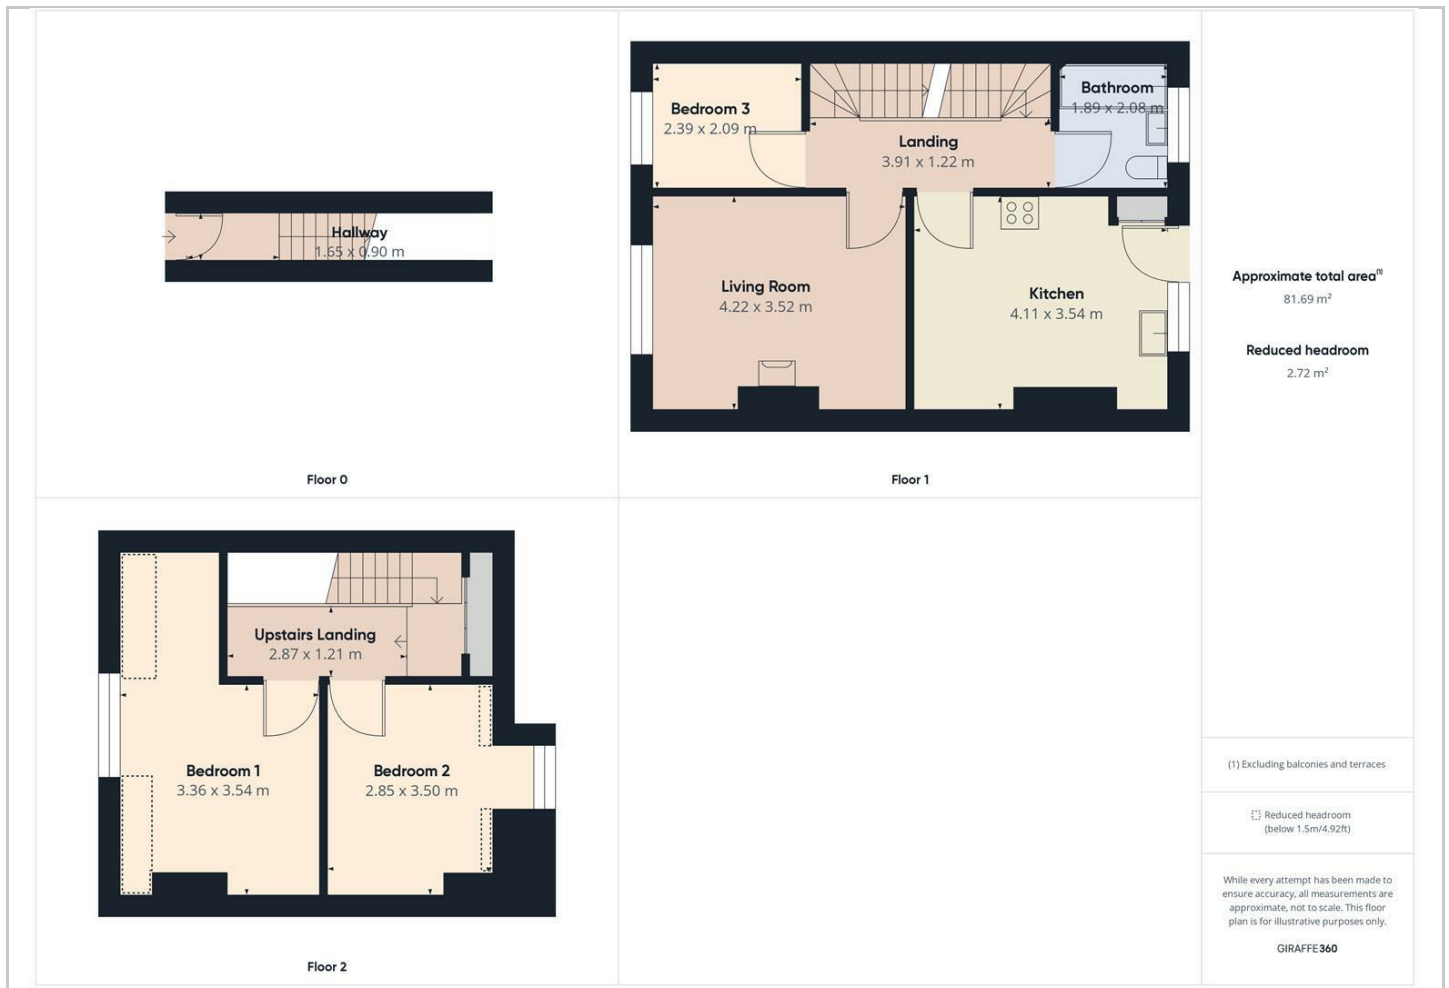 Hallway
1.65 x 0.90 m
Floor 0
Bedroom 3
2.39 x 2.09 m
Landing
3.91 x 1.22 m
Bathroom
1.89 x 2.08 m
Living Room
4.22 x 3.52 m
Kitchen
4.11 x 3.54 m
Floor 1
Upstairs Landing
2.87 x 1.21 m
Bedroom 1
3.36 x 3.54 m
Bedroom 2
2.85 x 3.50 m
Floor 2
Approximate total area(1)
81.69 m²
Reduced headroom
2.72 m²
(1) Excluding balconies and terraces
Reduced headroom
(below 1.5m/4.92ft)
While every attempt has been made to
ensure accuracy, all measurements are
approximate, not to scale. This floor
plan is for illustrative purposes only.
GIRAFFE360